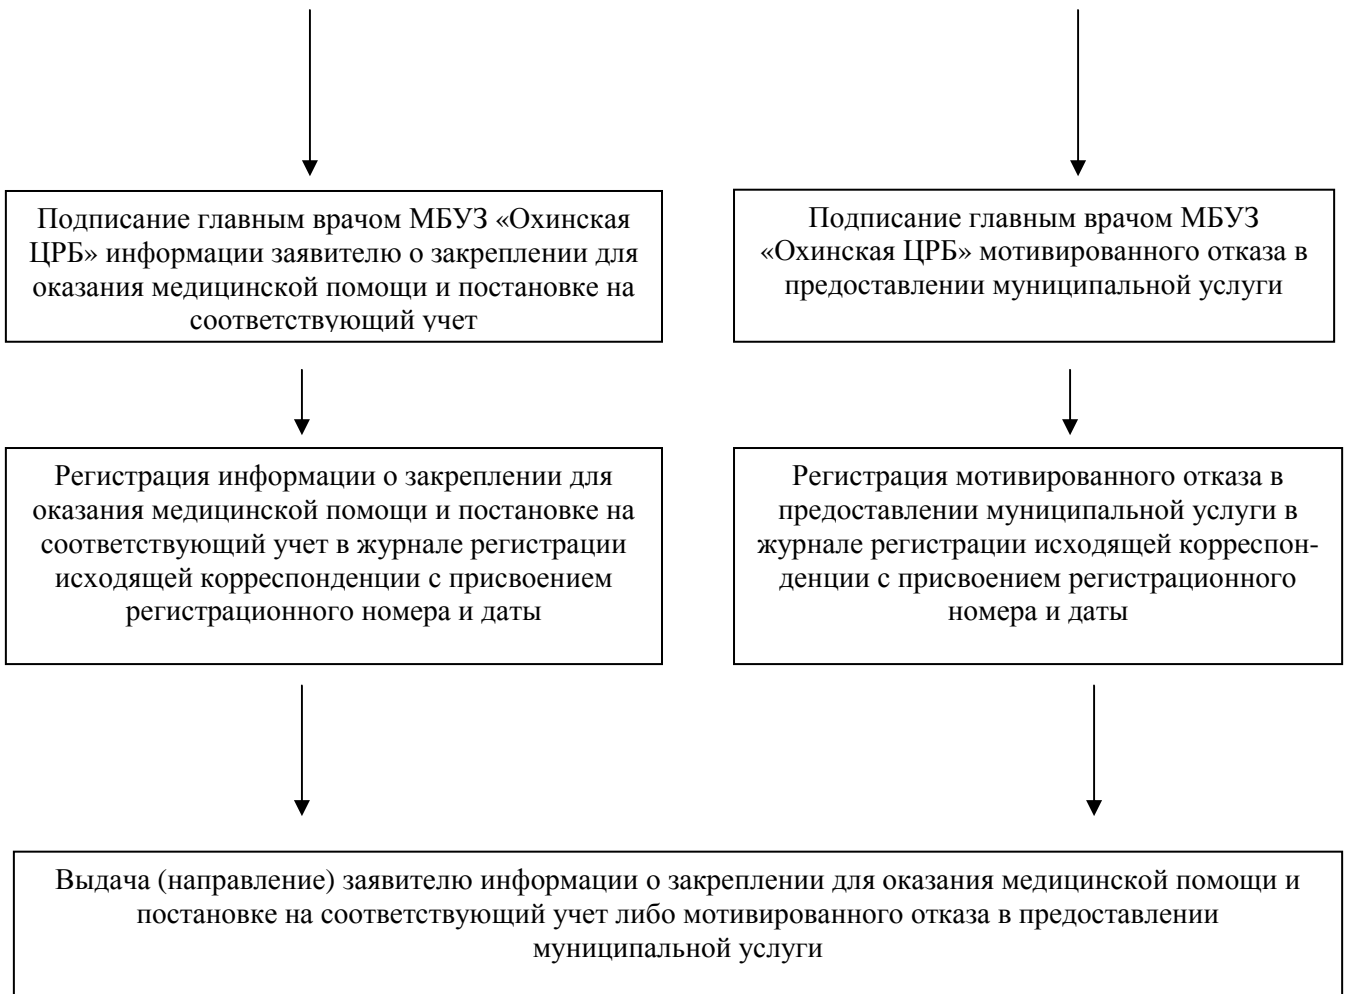 Подписание главным врачом МБУЗ «Охинская
ЦРБ» информации заявителю о закреплении для
оказания медицинской помощи и постановке на
соответствующий учет
Подписание главным врачом МБУЗ
«Охинская ЦРБ» мотивированного отказа в
предоставлении муниципальной услуги
Регистрация информации о закреплении для
оказания медицинской помощи и постановке на
соответствующий учет в журнале регистрации
исходящей корреспонденции с присвоением
регистрационного номера и даты
Регистрация мотивированного отказа в
предоставлении муниципальной услуги в
журнале регистрации исходящей корреспон-
денции с присвоением регистрационного
номера и даты
Выдача (направление) заявителю информации о закреплении для оказания медицинской помощи и
постановке на соответствующий учет либо мотивированного отказа в предоставлении
муниципальной услуги